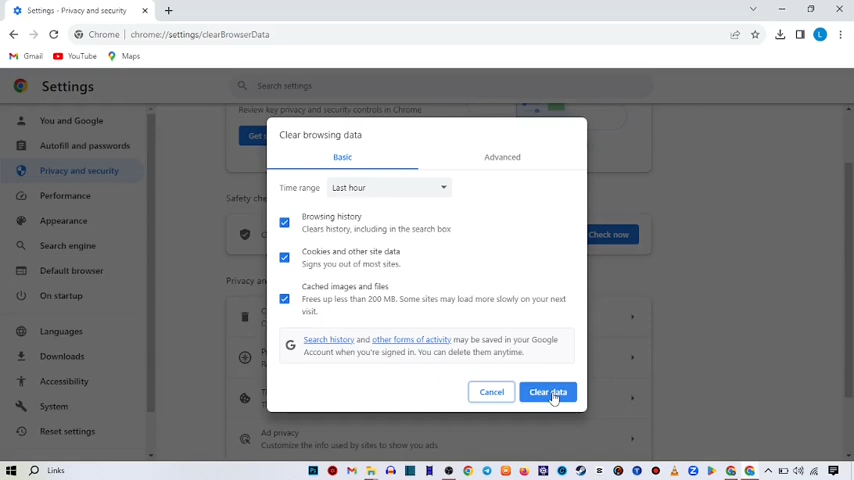 Settings - Privacy and security
Chrome
chrome://settings/clearBrowserData
L
Gmail
YouTube
Maps
Settings
Search settings
Review key privacy and security controls in Chrome
You and Google
Autofill and passwords
Privacy and security
Performance
Appearance
Search engine
Default browser
On startup
Languages
Downloads
Accessibility
System
Reset settings
Safety
Check now
Privacy
Clear browsing data
Basic
Advanced
Time range
Last hour
Browsing history
Clears history, including in the search box
Cookies and other site data
Signs you out of most sites.
Cached images and files
Frees up less than 200 MB. Some sites may load more slowly on your next
visit.
Search history and other forms of activity may be saved in your Google
Account when you're signed in. You can delete them anytime.
Cancel
Clear data
Ad privacy
Customize the info used by sites to show you ads
Links